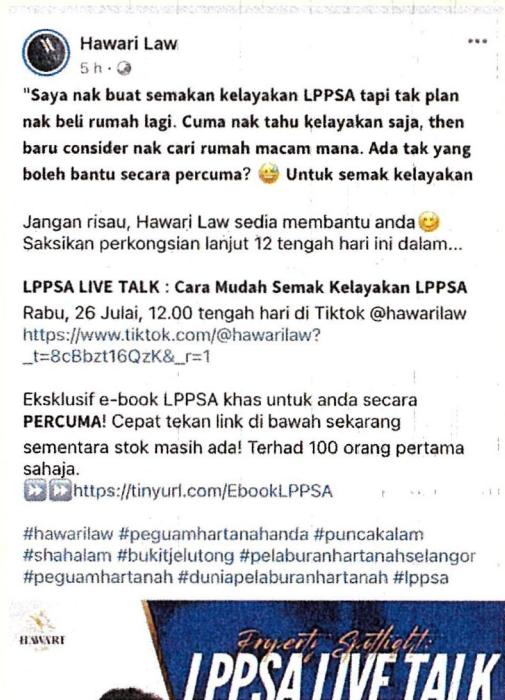 Hawari Law
5 h ·
"Saya nak buat semakan kelayakan LPPSA tapi tak plan
nak beli rumah lagi. Cuma nak tahu kelayakan saja, then
baru consider nak cari rumah macam mana. Ada tak yang
boleh bantu secara percuma? 😅 Untuk semak kelayakan
Jangan risau, Hawari Law sedia membantu anda😊
Saksikan perkongsian lanjut 12 tengah hari ini dalam...
LPPSA LIVE TALK : Cara Mudah Semak Kelayakan LPPSA
Rabu, 26 Julai, 12.00 tengah hari di Tiktok @hawarilaw
https://www.tiktok.com/@hawarilaw?
_t=8cBbzt16QzK&_r=1
Eksklusif e-book LPPSA khas untuk anda secara
PERCUMA! Cepat tekan link di bawah sekarang
sementara stok masih ada! Terhad 100 orang pertama
sahaja.
⏩⏩https://tinyurl.com/EbookLPPSA
#hawarilaw #peguamhartanahanda #puncakalam
#shahalam #bukitjelutong #pelaburanhartanahselangor
#peguamhartanah #duniapelaburanhartanah #lppsa
HAWARI
Property Spotlight:
LPPSA LIVE TALK